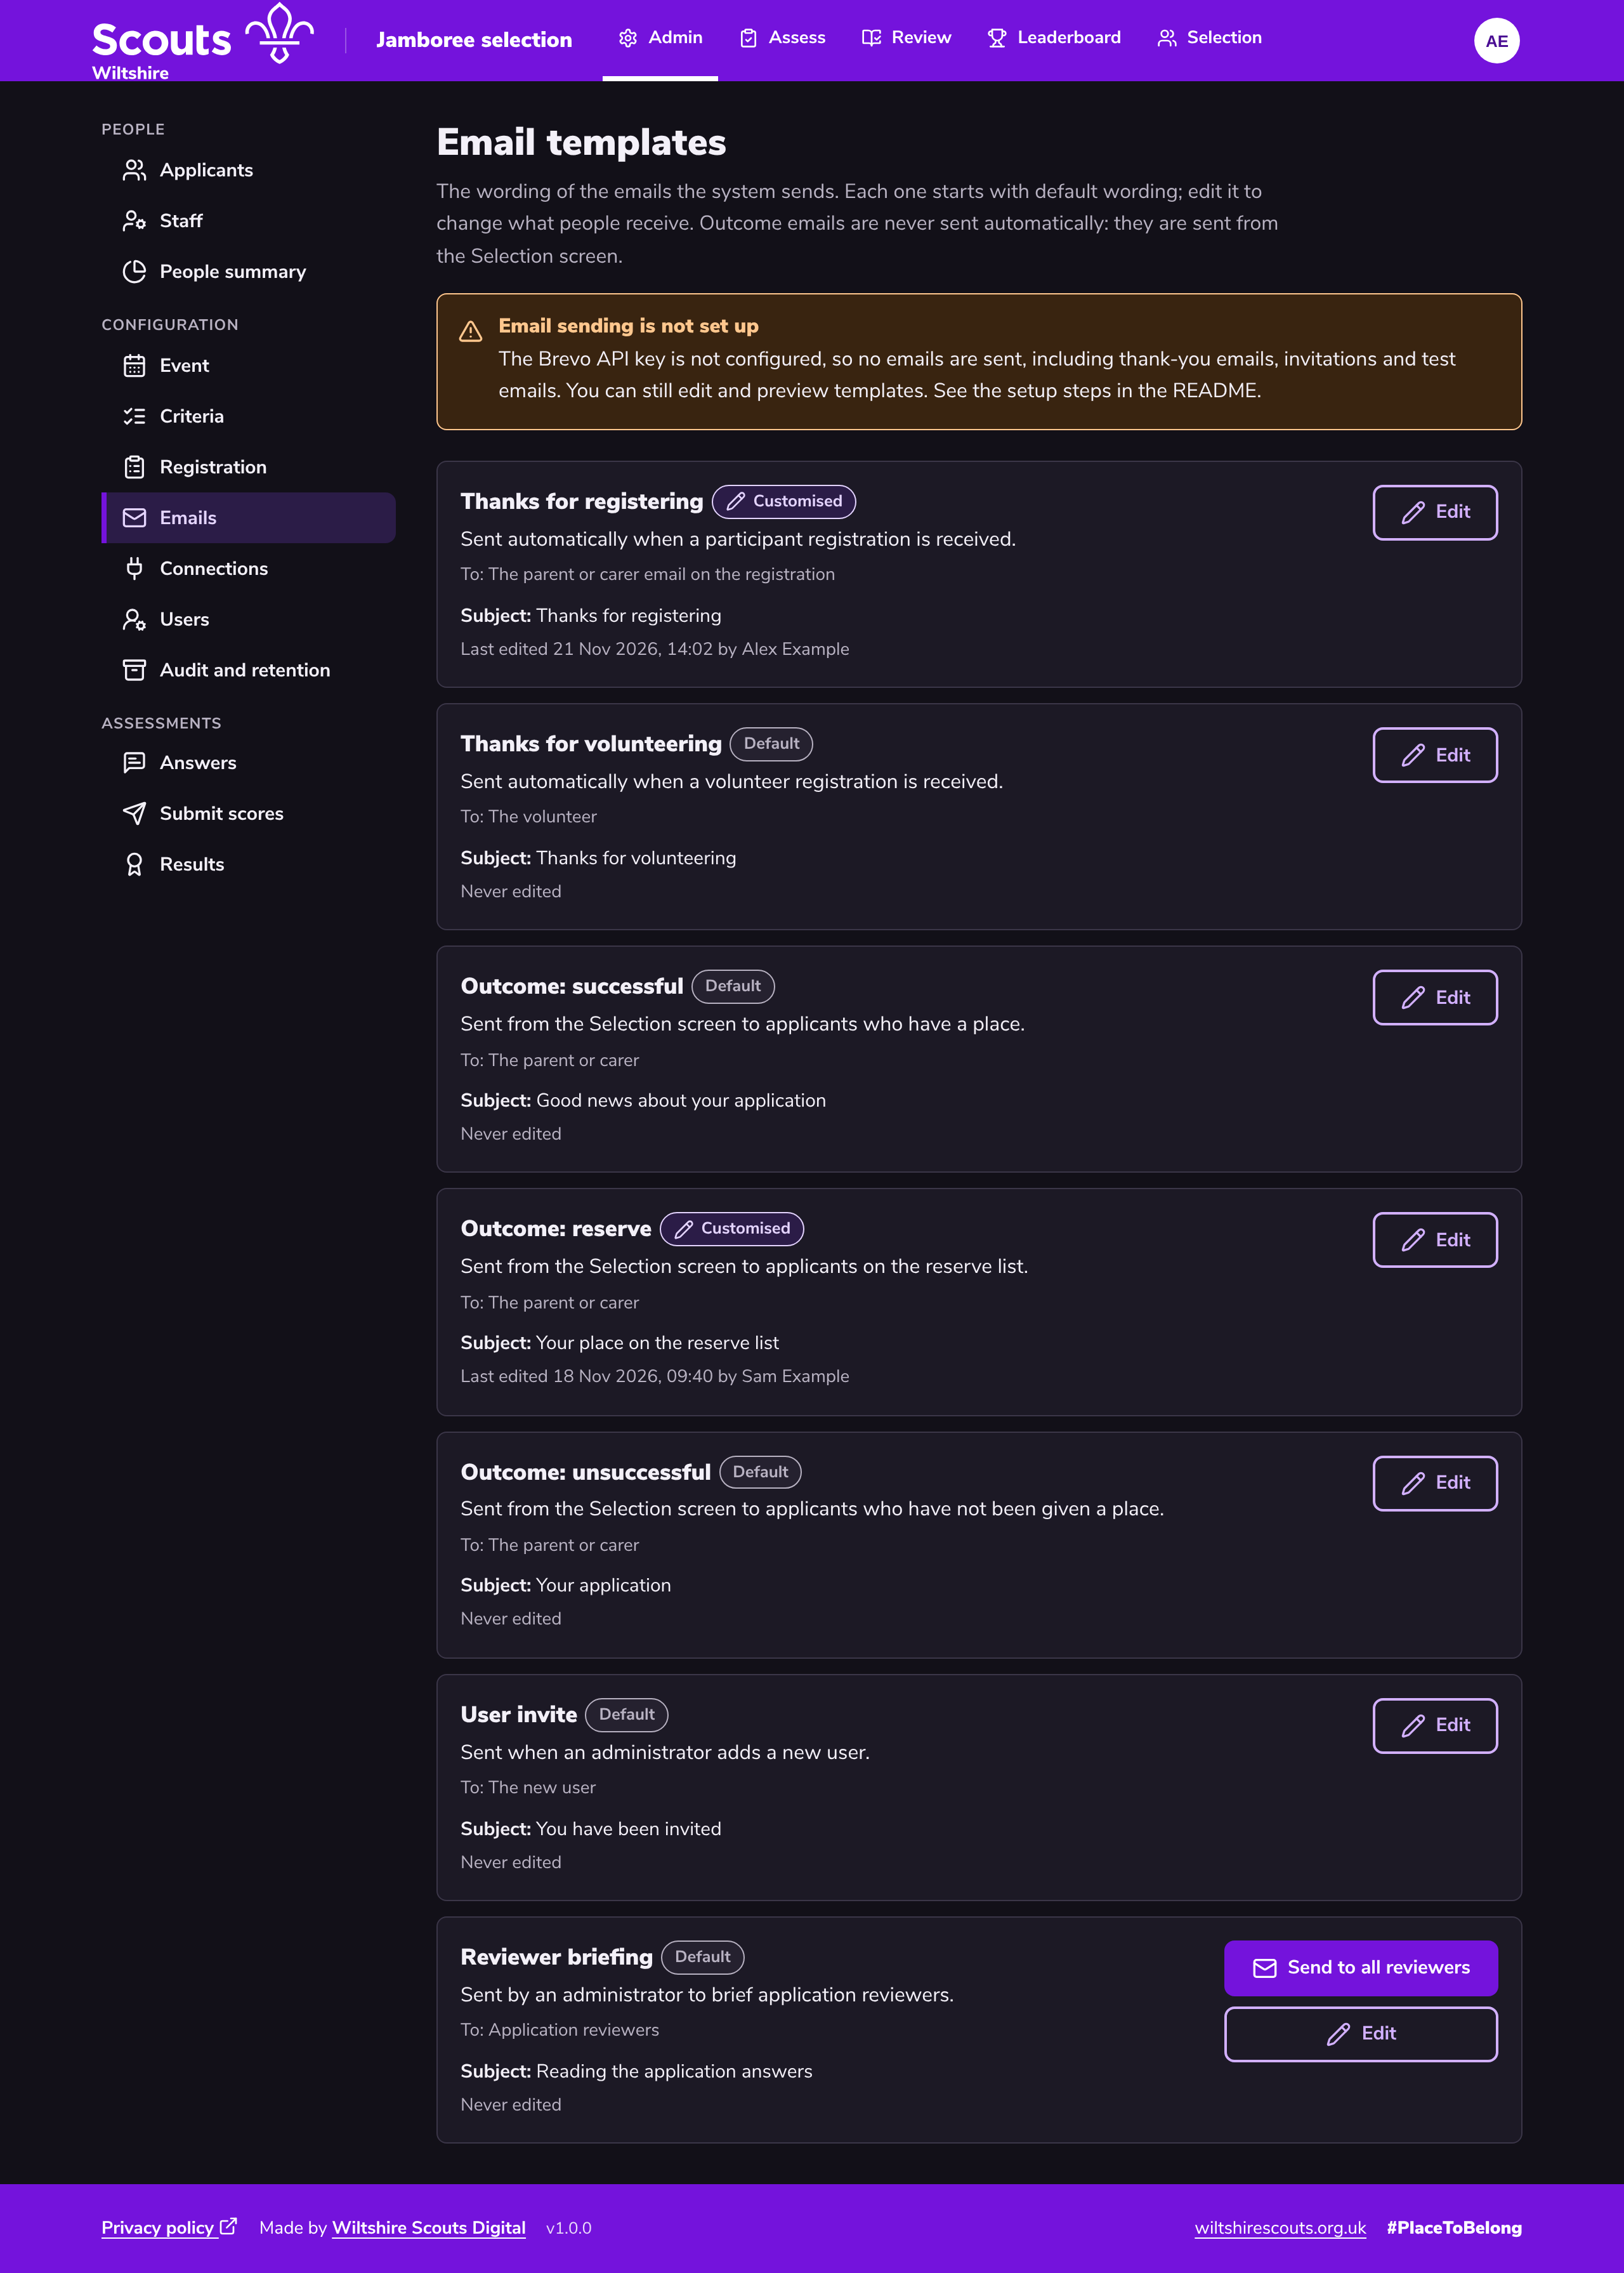 Scouts
Wiltshire
Jamboree selection
Admin
Assess
Review
Leaderboard
Selection
AE
PEOPLE
Applicants
Staff
People summary
CONFIGURATION
Event
Criteria
Registration
Emails
Connections
Users
Audit and retention
ASSESSMENTS
Answers
Submit scores
Results
Email templates
The wording of the emails the system sends. Each one starts with default wording; edit it to
change what people receive. Outcome emails are never sent automatically: they are sent from
the Selection screen.
Email sending is not set up
The Brevo API key is not configured, so no emails are sent, including thank-you emails, invitations and test
emails. You can still edit and preview templates. See the setup steps in the README.
Thanks for registering Customised
Edit
Sent automatically when a participant registration is received.
To: The parent or carer email on the registration
Subject: Thanks for registering
Last edited 21 Nov 2026, 14:02 by Alex Example
Thanks for volunteering Default
Edit
Sent automatically when a volunteer registration is received.
To: The volunteer
Subject: Thanks for volunteering
Never edited
Outcome: successful Default
Edit
Sent from the Selection screen to applicants who have a place.
To: The parent or carer
Subject: Good news about your application
Never edited
Outcome: reserve Customised
Edit
Sent from the Selection screen to applicants on the reserve list.
To: The parent or carer
Subject: Your place on the reserve list
Last edited 18 Nov 2026, 09:40 by Sam Example
Outcome: unsuccessful Default
Edit
Sent from the Selection screen to applicants who have not been given a place.
To: The parent or carer
Subject: Your application
Never edited
User invite Default
Edit
Sent when an administrator adds a new user.
To: The new user
Subject: You have been invited
Never edited
Reviewer briefing Default
Send to all reviewers
Sent by an administrator to brief application reviewers.
To: Application reviewers
Edit
Subject: Reading the application answers
Never edited
Privacy policy
Made by Wiltshire Scouts Digital
v1.0.0
wiltshirescouts.org.uk
#PlaceToBelong